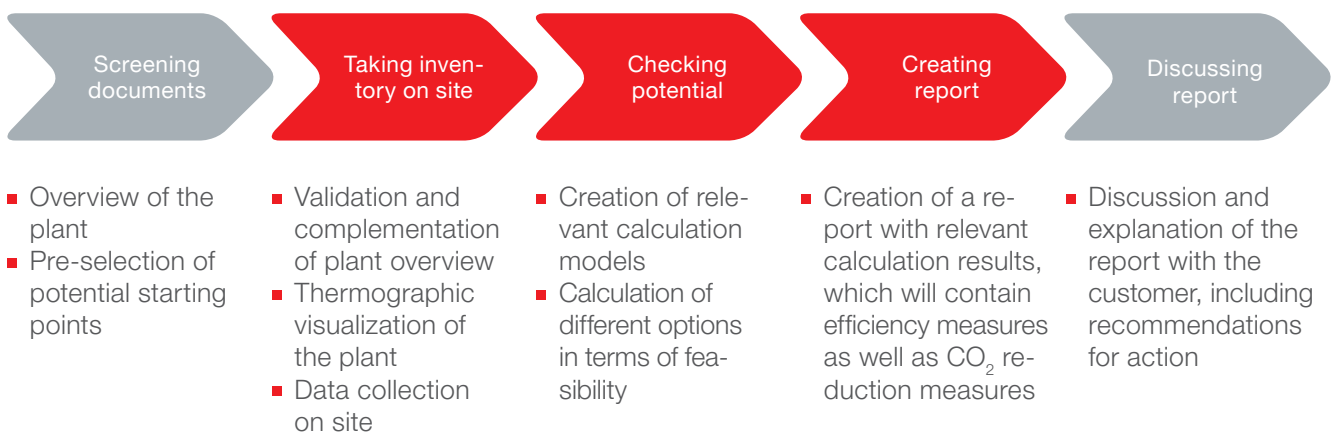 Screening
documents
Taking inven-
tory on site
Checking
potential
Creating
report
Discussing
report
Overview of the
plant
Pre-selection of
potential starting
points
Validation and
complementation
of plant overview
Thermographic
visualization of
the plant
Data collection
on site
Creation of rele-
vant calculation
models
Calculation of
different options
in terms of fea-
sibility
Creation of a re-
port with relevant
calculation results,
which will contain
efficiency measures
as well as CO₂ re-
duction measures
Discussion and
explanation of the
report with the
customer, including
recommendations
for action